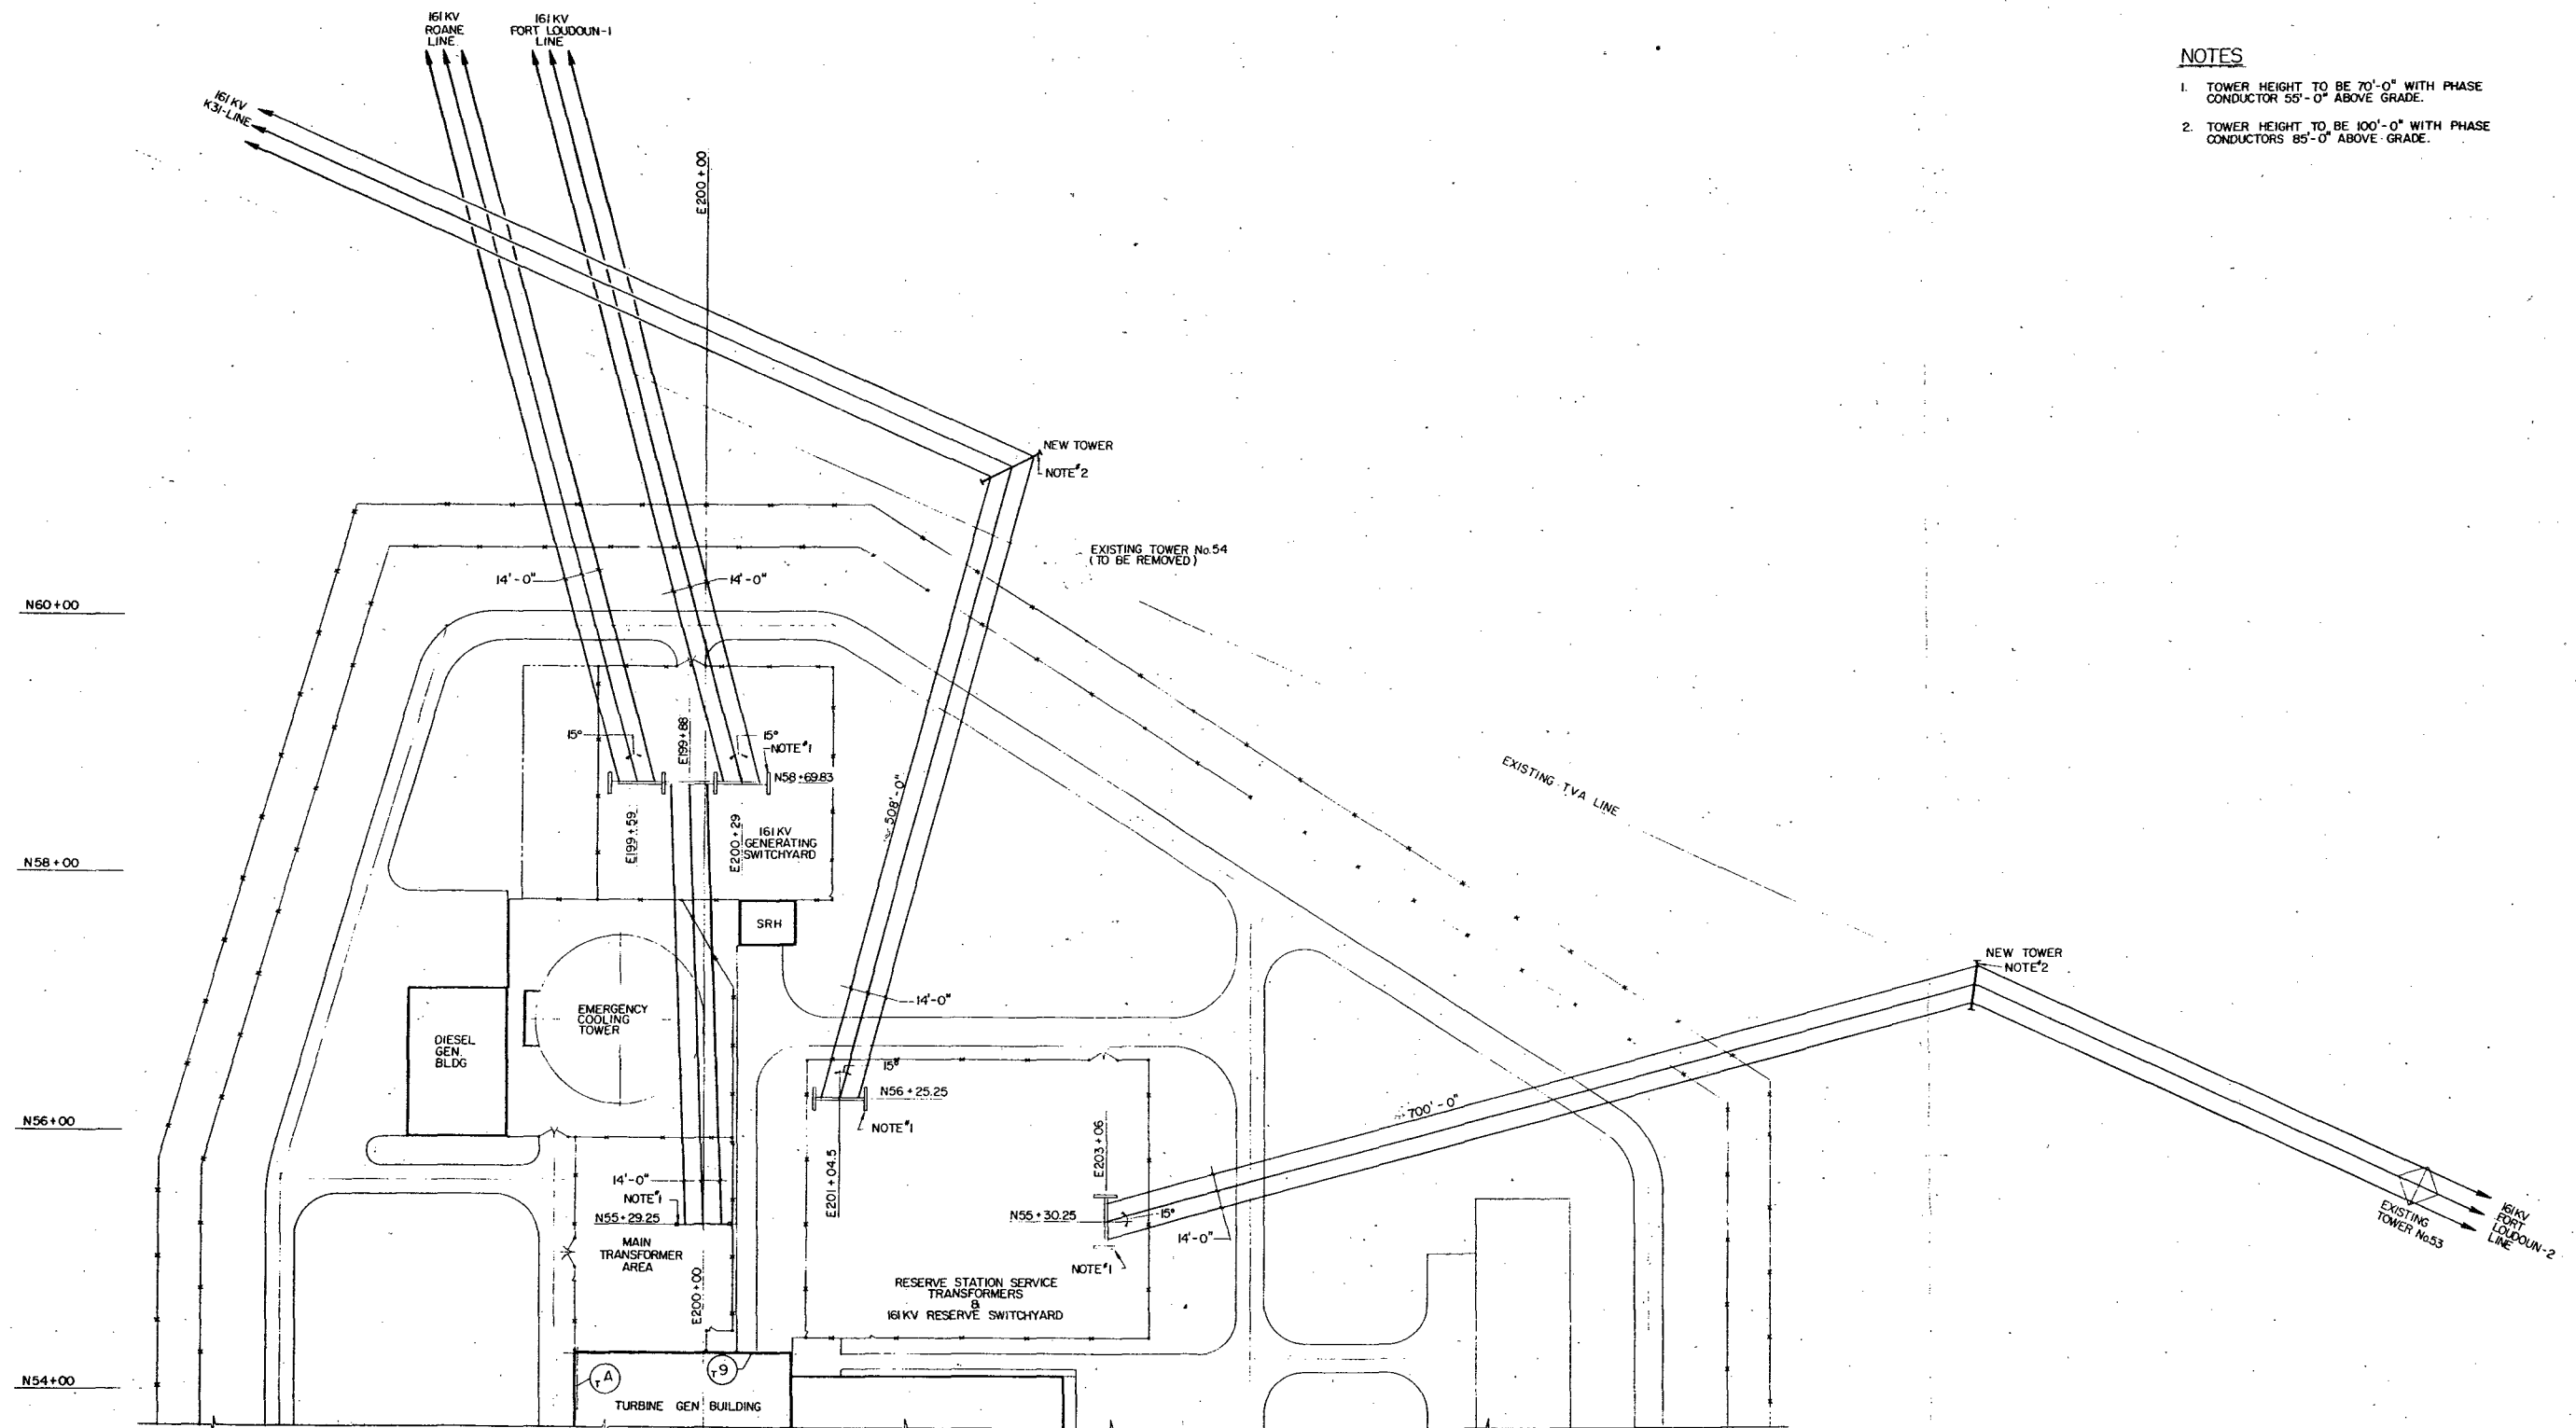 161 KV
ROANE
LINE
161 KV
FORT LOUDOUN-1
LINE
161 KV
K31-LINE
NOTES
1. TOWER HEIGHT TO BE 70'-0" WITH PHASE
CONDUCTOR 55'-0" ABOVE GRADE.
2. TOWER HEIGHT TO BE 100'-0" WITH PHASE
CONDUCTORS 85'-0" ABOVE GRADE.
E200+00
NEW TOWER
NOTE #2
EXISTING TOWER No.54
(TO BE REMOVED)
14'-0"
14'-0"
N60+00
15°
E199+88
15°
NOTE #1
N58+69.83
E199+59
E200+29
161 KV
GENERATING
SWITCHYARD
508'-0"
EXISTING TVA LINE
N58+00
SRH
NEW TOWER
NOTE #2
EMERGENCY
COOLING
TOWER
14'-0"
DIESEL
GEN.
BLDG
15°
N56+25.25
NOTE #1
N56+00
700'-0"
E203+06
E201+04.5
14'-0"
NOTE #1
N55+29.25
N55+30.25
15°
14'-0"
NOTE #1
MAIN
TRANSFORMER
AREA
E200+00
RESERVE STATION SERVICE
TRANSFORMERS
&
161 KV RESERVE SWITCHYARD
EXISTING
TOWER No.53
161 KV
FORT
LOUDOUN-2
LINE
N54+00
TA
T9
TURBINE GEN BUILDING